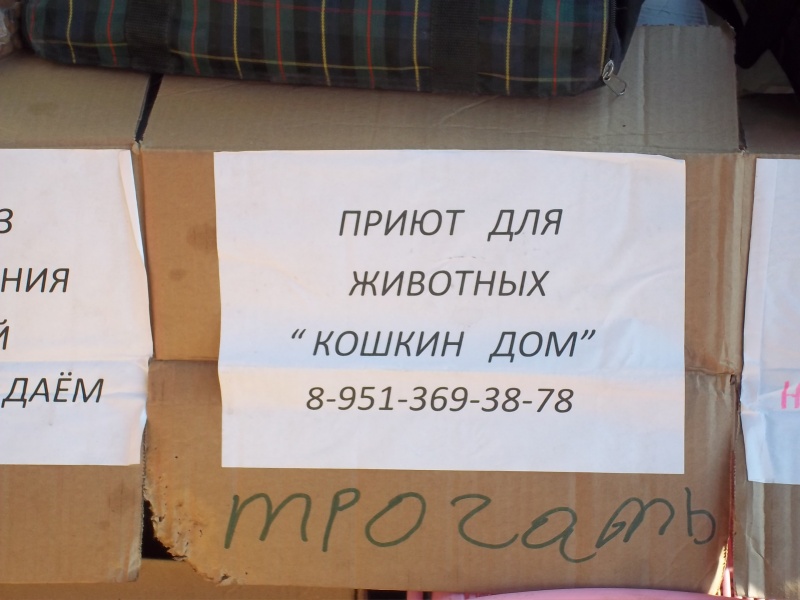 ПРИЮТ ДЛЯ
ЖИВОТНЫХ
“КОШКИН ДОМ”
8-951-369-38-78
трогать
З
НИЯ
Й
ДАЁМ
Н